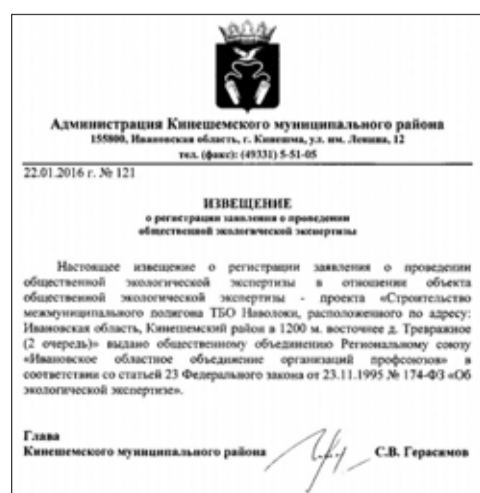 Администрация Кинешемского муниципального района
155800, Ивановская область, г. Кинешма, ул. им. Ленина, 12
тел. (факс): (49331) 5-51-05
22.01.2016 г. № 121
ИЗВЕЩЕНИЕ
о регистрации заявления о проведении
общественной экологической экспертизы
Настоящее извещение о регистрации заявления о проведении
общественной экологической экспертизы в отношении объекта
общественной экологической экспертизы - проекта «Строительство
межмуниципального полигона ТБО Наволоки, расположенного по адресу:
Ивановская область, Кинешемский район в 1200 м. восточнее д. Тревражное
(2 очередь)» выдано общественному объединению Региональному союзу
«Ивановское областное объединение организаций профсоюзов» в
соответствии со статьей 23 Федерального закона от 23.11.1995 № 174-ФЗ «Об
экологической экспертизе».
Глава
Кинешемского муниципального района С.В. Герасимов